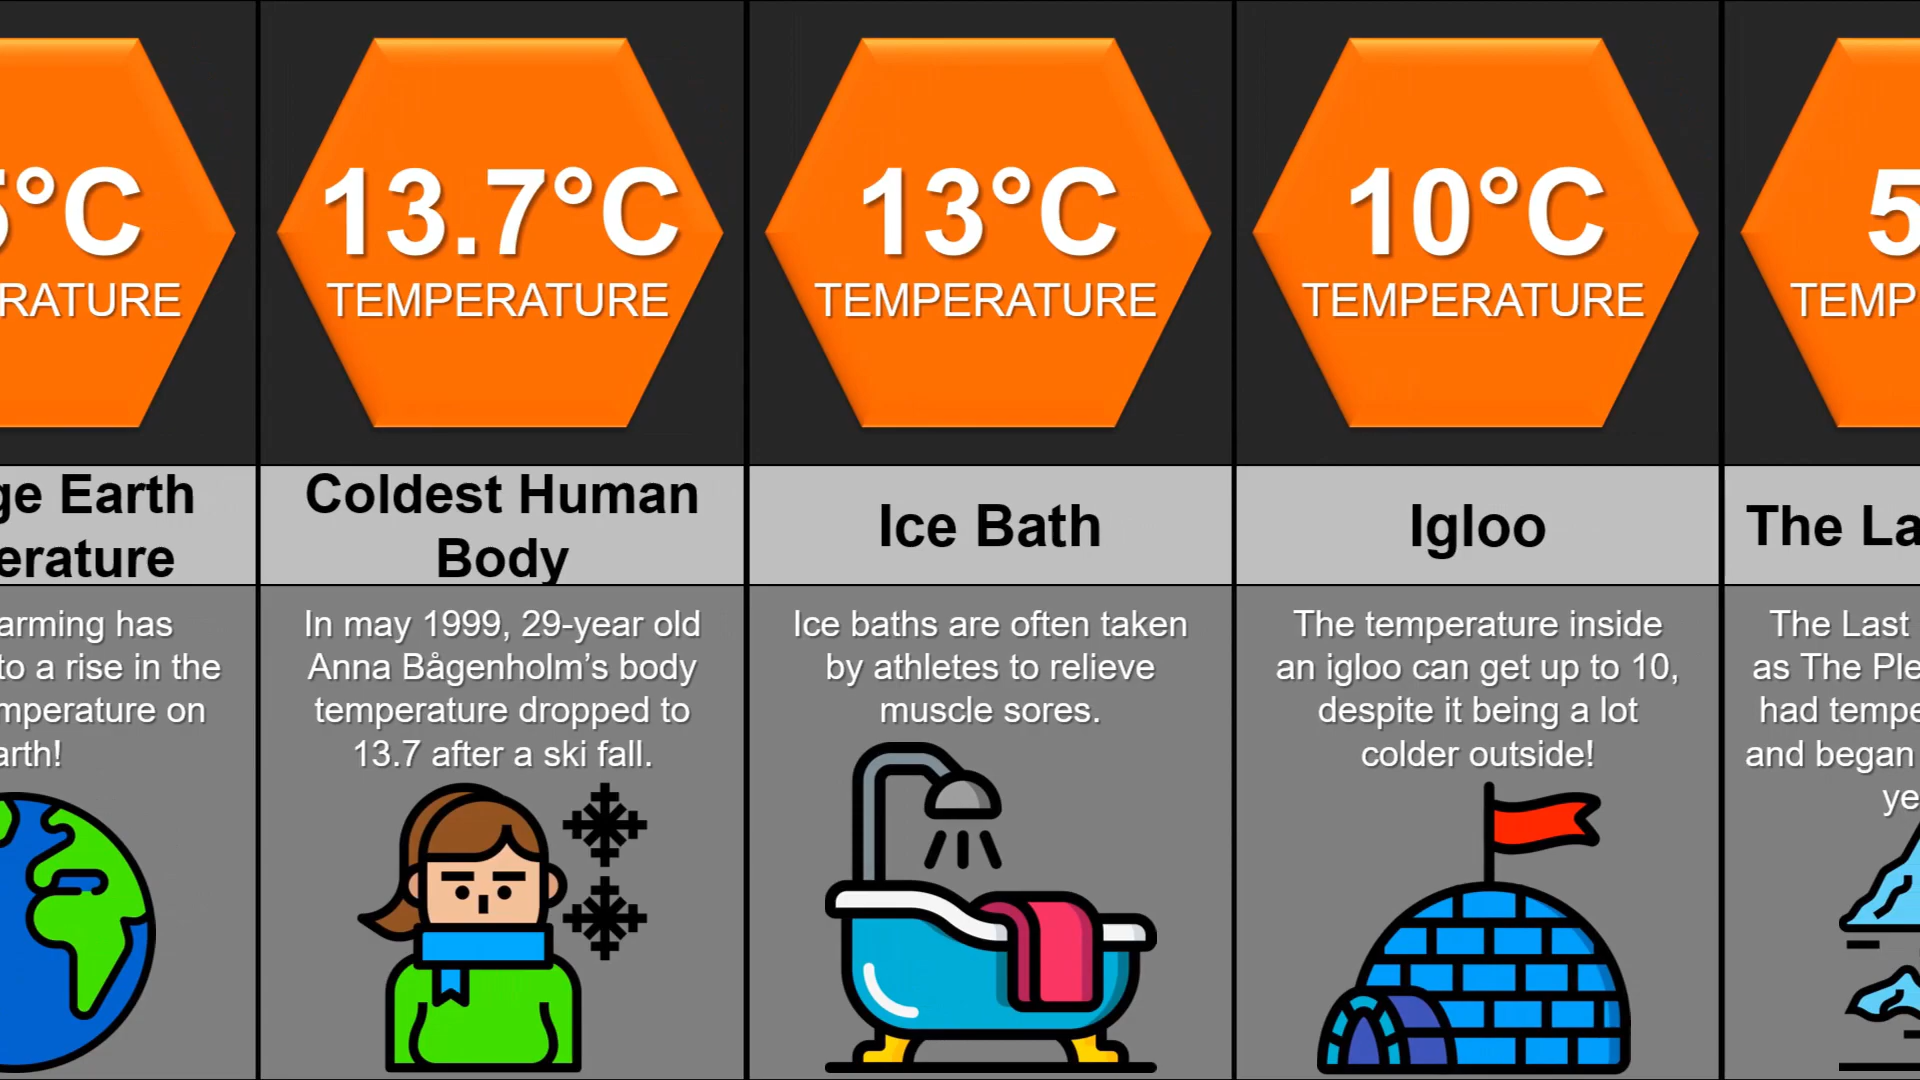 5°C
RATURE
ge Earth
erature
arming has
to a rise in the
mperature on
arth!
13.7°C
TEMPERATURE
Coldest Human
Body
In may 1999, 29-year old
Anna Bågenholm’s body
temperature dropped to
13.7 after a ski fall.
13°C
TEMPERATURE
Ice Bath
Ice baths are often taken
by athletes to relieve
muscle sores.
10°C
TEMPERATURE
Igloo
The temperature inside
an igloo can get up to 10,
despite it being a lot
colder outside!
5
TEMP
The La
The Last
as The Ple
had tempe
and began
ye